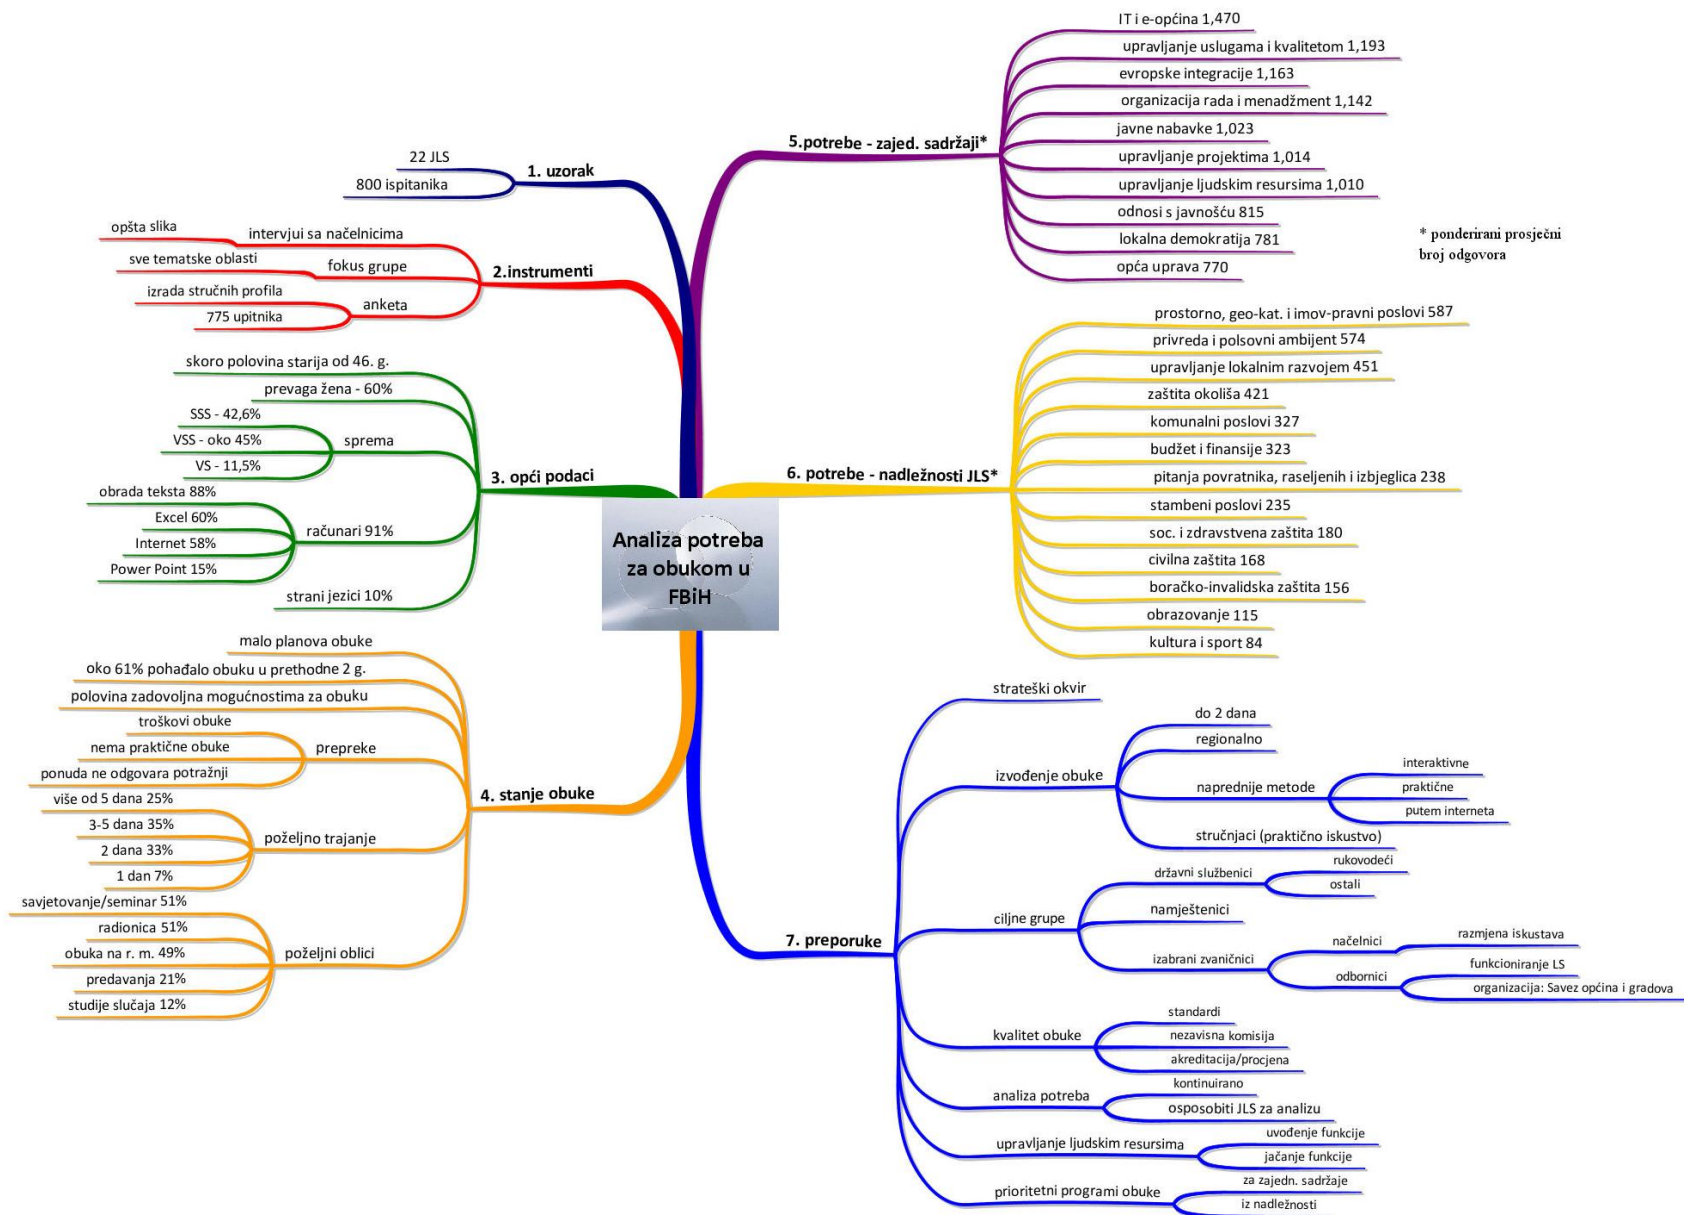 Analiza potreba
za obukom u
FBiH
1. uzorak
22 JLS
800 ispitanika
2.instrumenti
intervjui sa načelnicima
opšta slika
fokus grupe
sve tematske oblasti
anketa
izrada stručnih profila
775 upitnika
3. opći podaci
skoro polovina starija od 46. g.
prevaga žena - 60%
sprema
SSS - 42,6%
VSS - oko 45%
VS - 11,5%
računari 91%
obrada teksta 88%
Excel 60%
Internet 58%
Power Point 15%
strani jezici 10%
4. stanje obuke
malo planova obuke
oko 61% pohađalo obuku u prethodne 2 g.
polovina zadovoljna mogućnostima za obuku
prepreke
troškovi obuke
nema praktične obuke
ponuda ne odgovara potražnji
poželjno trajanje
više od 5 dana 25%
3-5 dana 35%
2 dana 33%
1 dan 7%
poželjni oblici
savjetovanje/seminar 51%
radionica 51%
obuka na r. m. 49%
predavanja 21%
studije slučaja 12%
5.potrebe - zajed. sadržaji*
IT i e-općina 1,470
upravljanje uslugama i kvalitetom 1,193
evropske integracije 1,163
organizacija rada i menadžment 1,142
javne nabavke 1,023
upravljanje projektima 1,014
upravljanje ljudskim resursima 1,010
odnosi s javnošću 815
lokalna demokratija 781
opća uprava 770
* ponderirani prosječni
broj odgovora
6. potrebe - nadležnosti JLS*
prostorno, geo-kat. i imov-pravni poslovi 587
privreda i polsovni ambijent 574
upravljanje lokalnim razvojem 451
zaštita okoliša 421
komunalni poslovi 327
budžet i finansije 323
pitanja povratnika, raseljenih i izbjeglica 238
stambeni poslovi 235
soc. i zdravstvena zaštita 180
civilna zaštita 168
boračko-invalidska zaštita 156
obrazovanje 115
kultura i sport 84
7. preporuke
strateški okvir
izvođenje obuke
do 2 dana
regionalno
naprednije metode
interaktivne
praktične
putem interneta
stručnjaci (praktično iskustvo)
ciljne grupe
državni službenici
rukovodeći
ostali
namještenici
izabrani zvaničnici
načelnici
razmjena iskustava
odbornici
funkcioniranje LS
organizacija: Savez općina i gradova
kvalitet obuke
standardi
nezavisna komisija
akreditacija/procjena
analiza potreba
kontinuirano
osposobiti JLS za analizu
upravljanje ljudskim resursima
uvođenje funkcije
jačanje funkcije
prioritetni programi obuke
za zajedn. sadržaje
iz nadležnosti